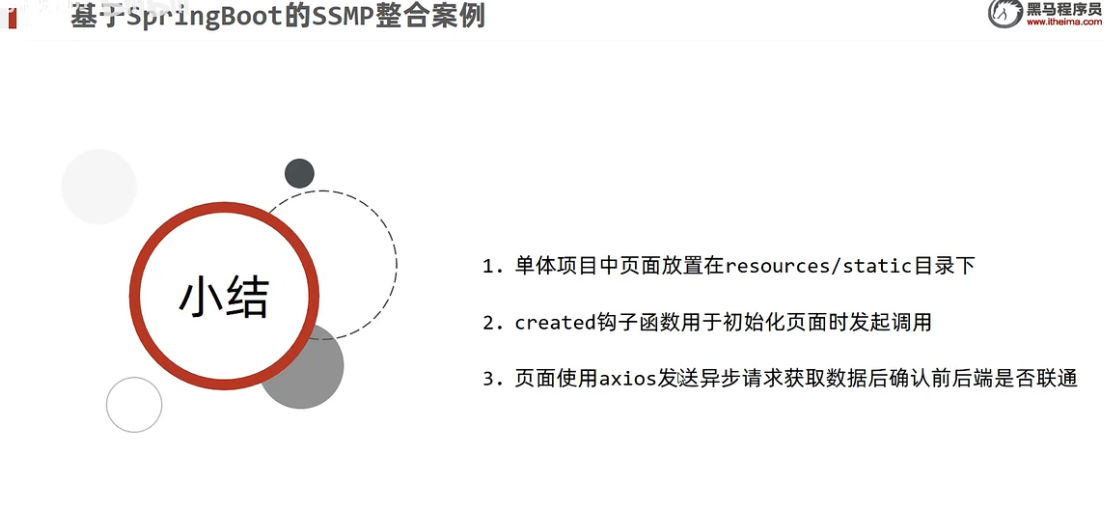 基于SpringBoot的SSMP整合案例
黑马程序员
www.itheima.com
小结
1. 单体项目中页面放置在resources/static目录下
2. created钩子函数用于初始化页面时发起调用
3. 页面使用axios发送异步请求获取数据后确认前后端是否联通